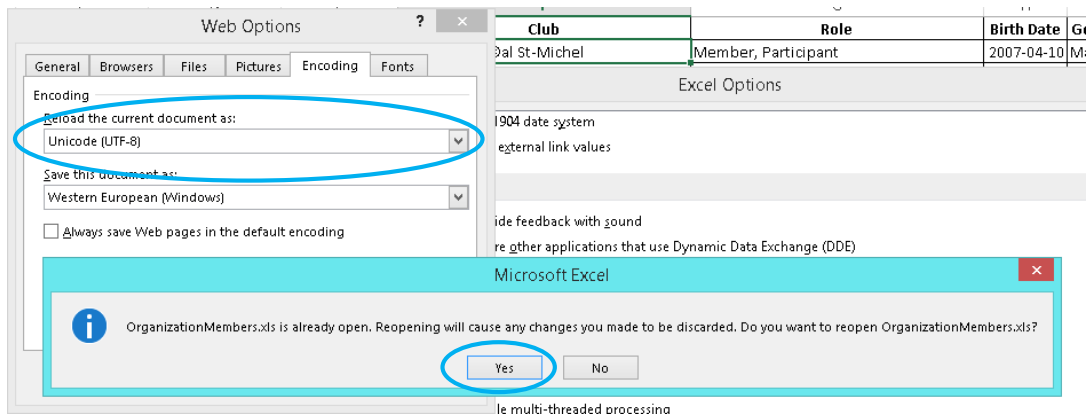 Web Options
?
×
General Browsers Files Pictures Encoding Fonts
Encoding
Reload the current document as:
Unicode (UTF-8)
Save this document as:
Western European (Windows)
Always save Web pages in the default encoding
Club Role Birth Date
Dal St-Michel Member, Participant 2007-04-10
Excel Options
1904 date system
external link values
ide feedback with sound
re other applications that use Dynamic Data Exchange (DDE)
Microsoft Excel
×
OrganizationMembers.xls is already open. Reopening will cause any changes you made to be discarded. Do you want to reopen OrganizationMembers.xls?
Yes No
le multi-threaded processing